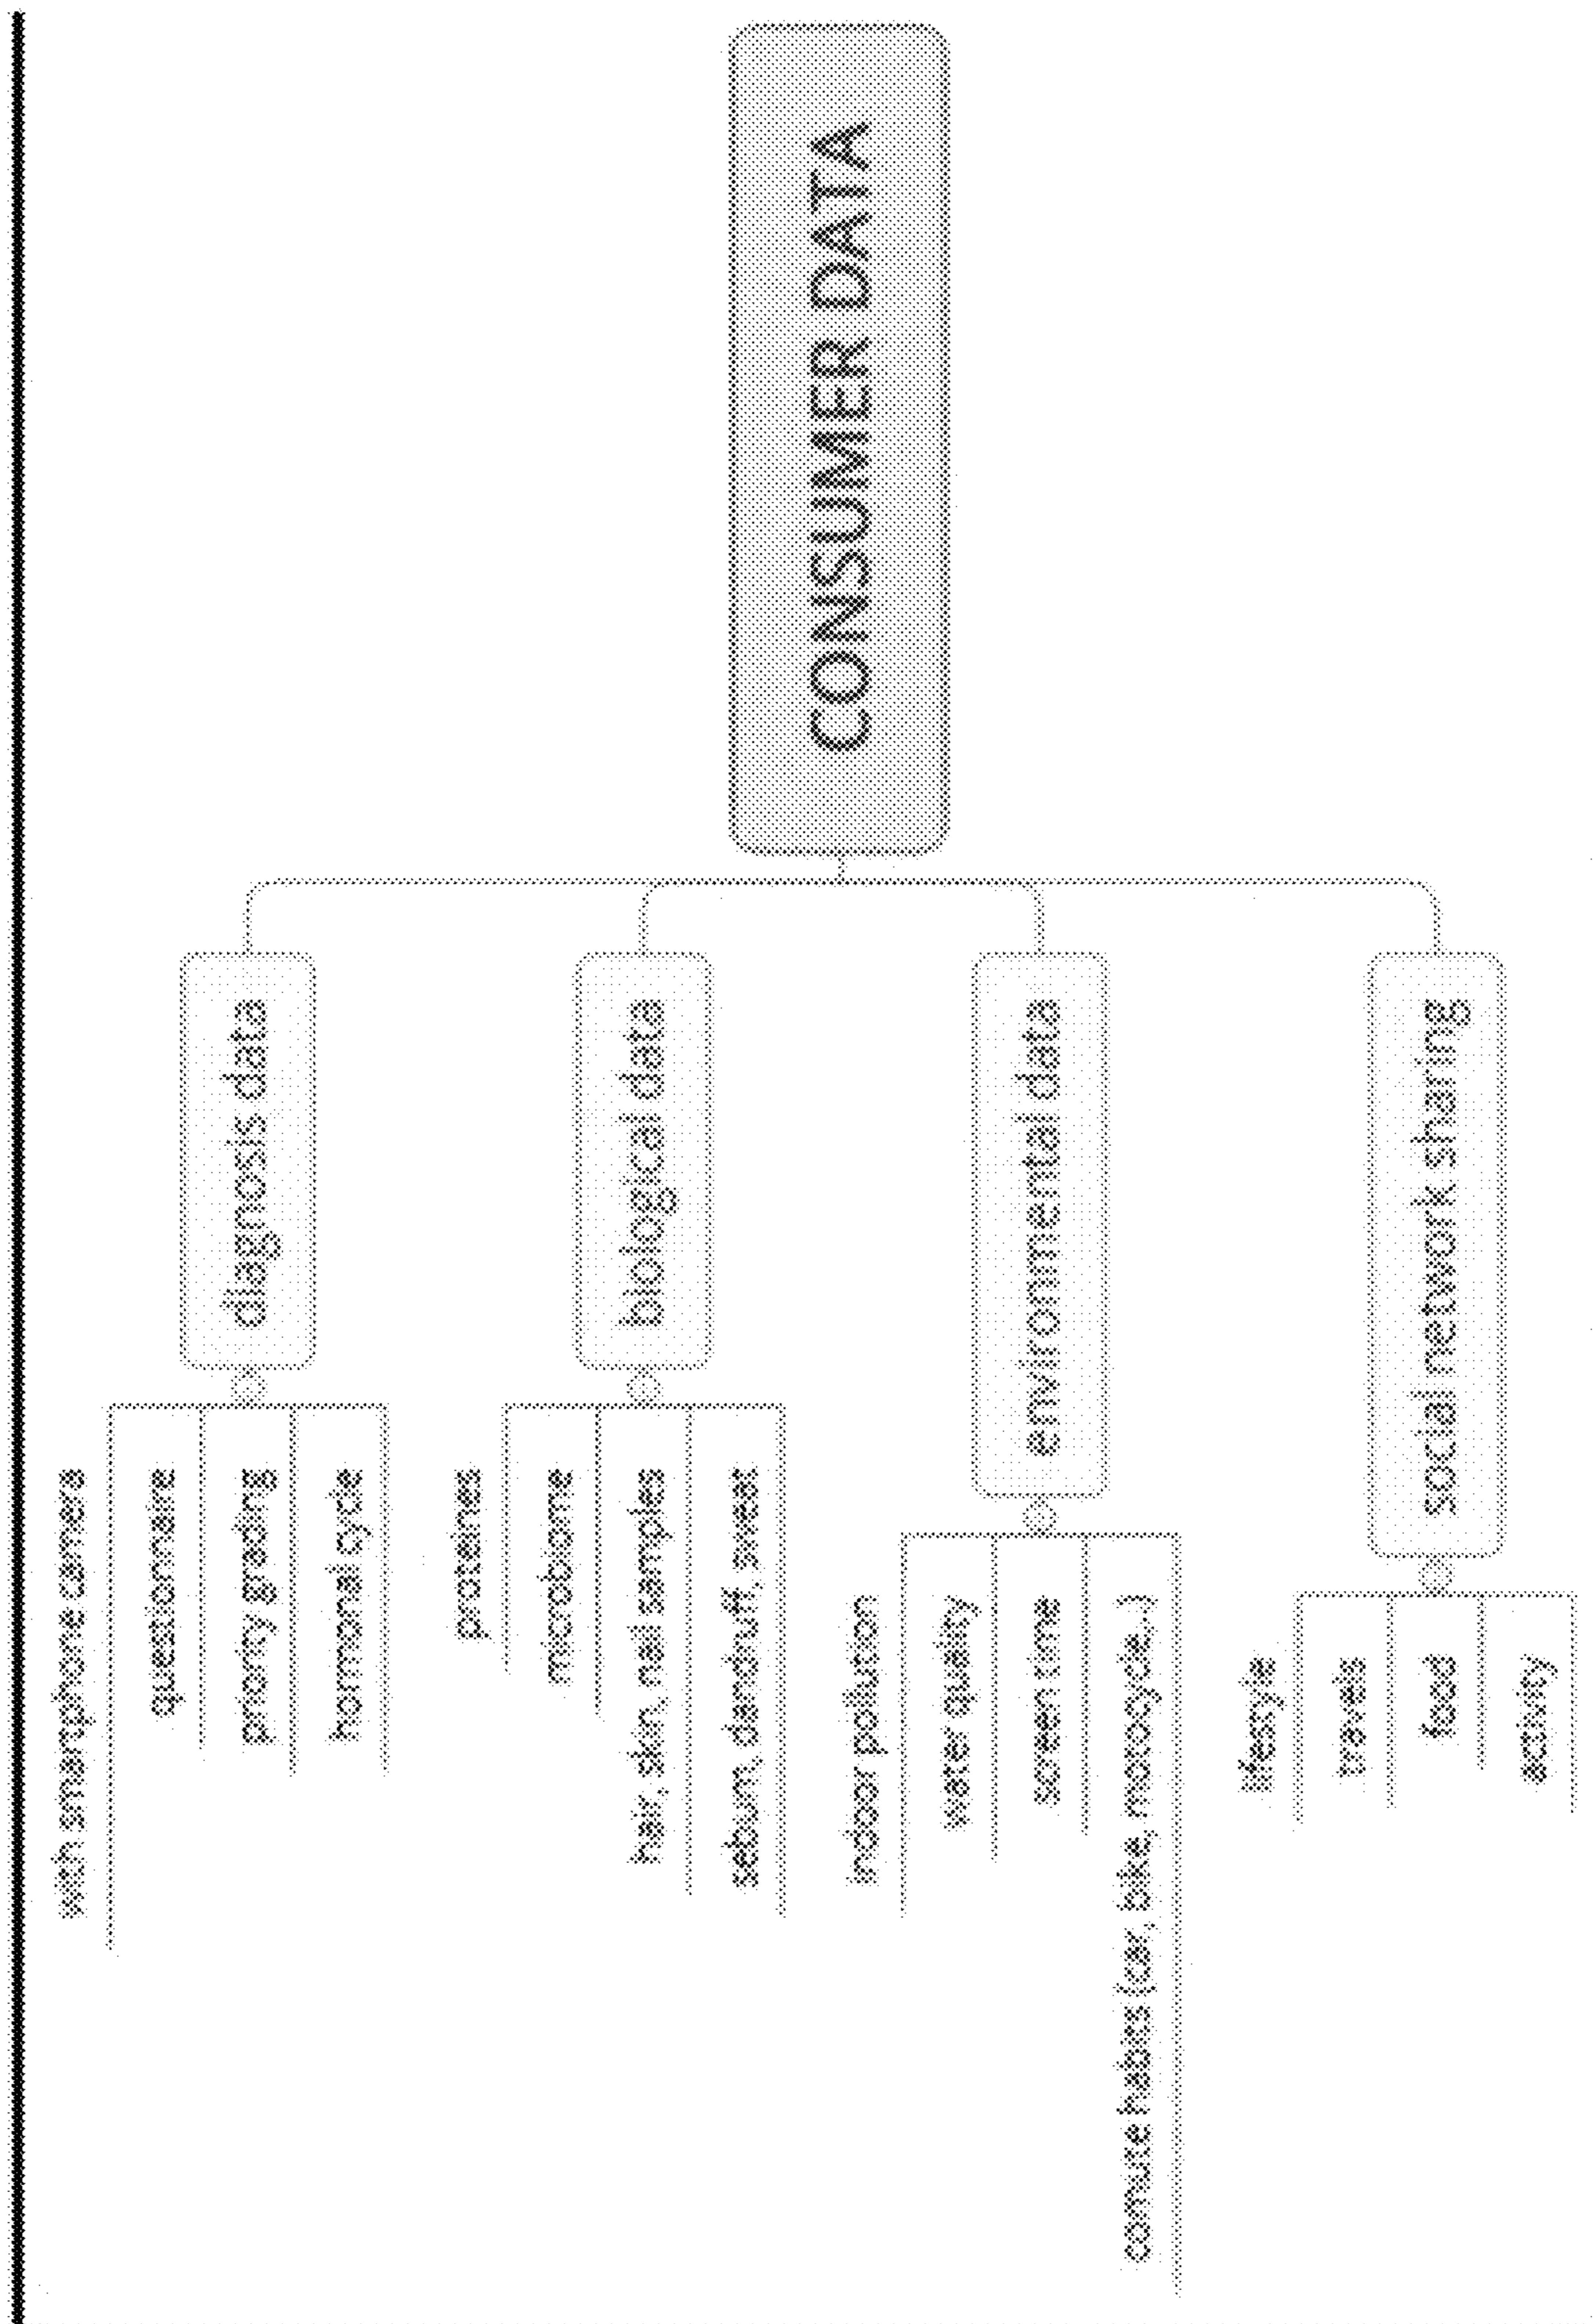 CONSUMER DATA
diagnosis data
with smartphone camera
questionnaire
priority grading
hormonal cycle
biological data
proteines
microbiome
hair, skin, nail samples
sebum, dandruff, sweat
environmental data
indoor pollution
water quality
screen time
comute habits (car, bike, motocycle,..)
social network sharing
lifestyle
travels
food
activity